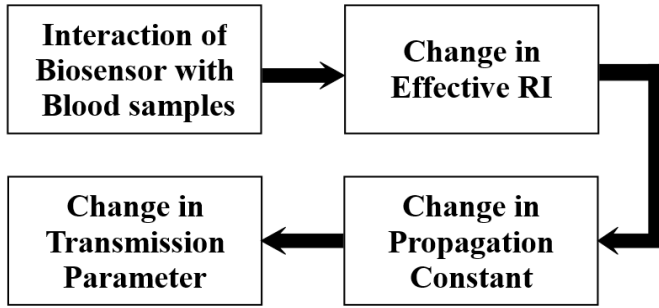 Interaction of
Biosensor with
Blood samples
Change in
Effective RI
Change in
Propagation
Constant
Change in
Transmission
Parameter